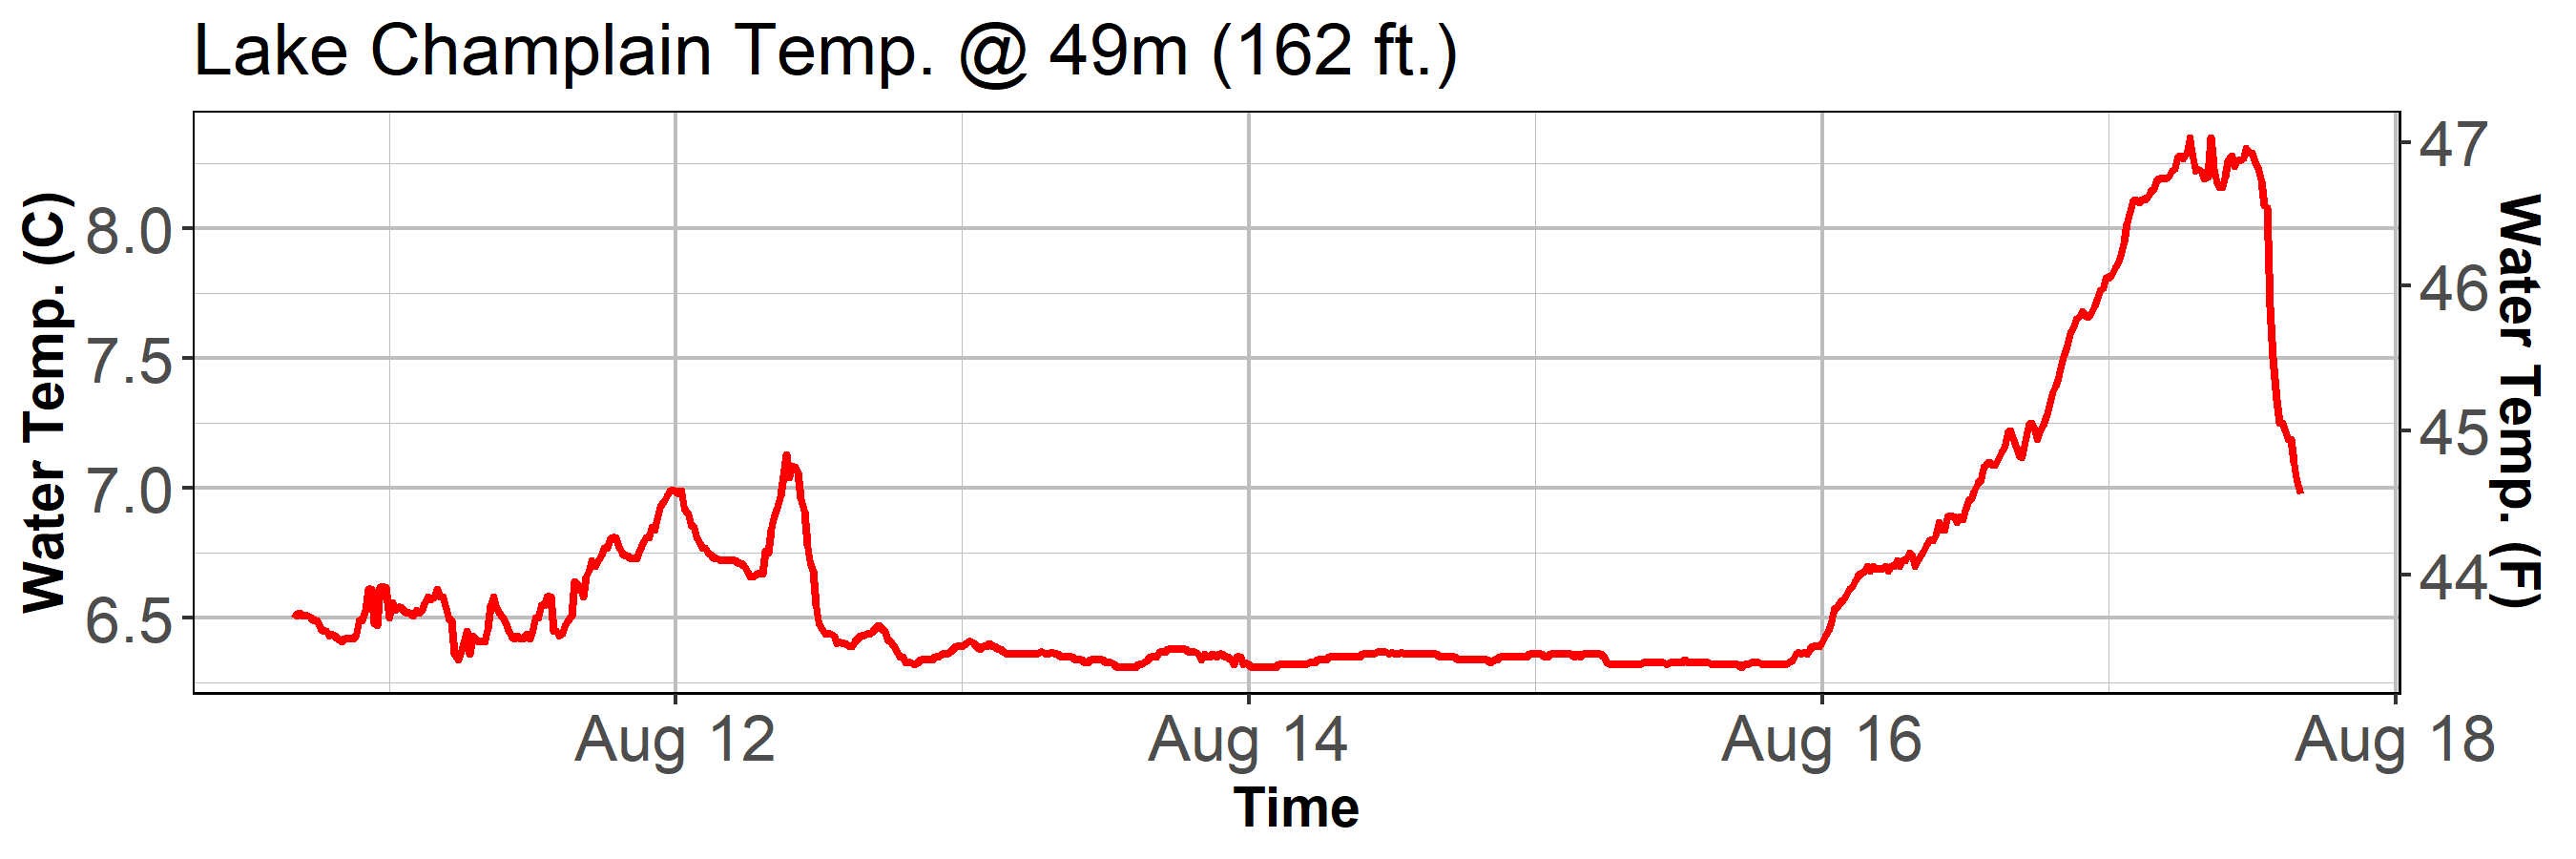 Lake Champlain Temp. @ 49m (162 ft.)
Water Temp. (C)
8.0
7.5
7.0
6.5
47
46
45
44
Water Temp. (F)
Aug 12
Aug 14
Aug 16
Aug 18
Time